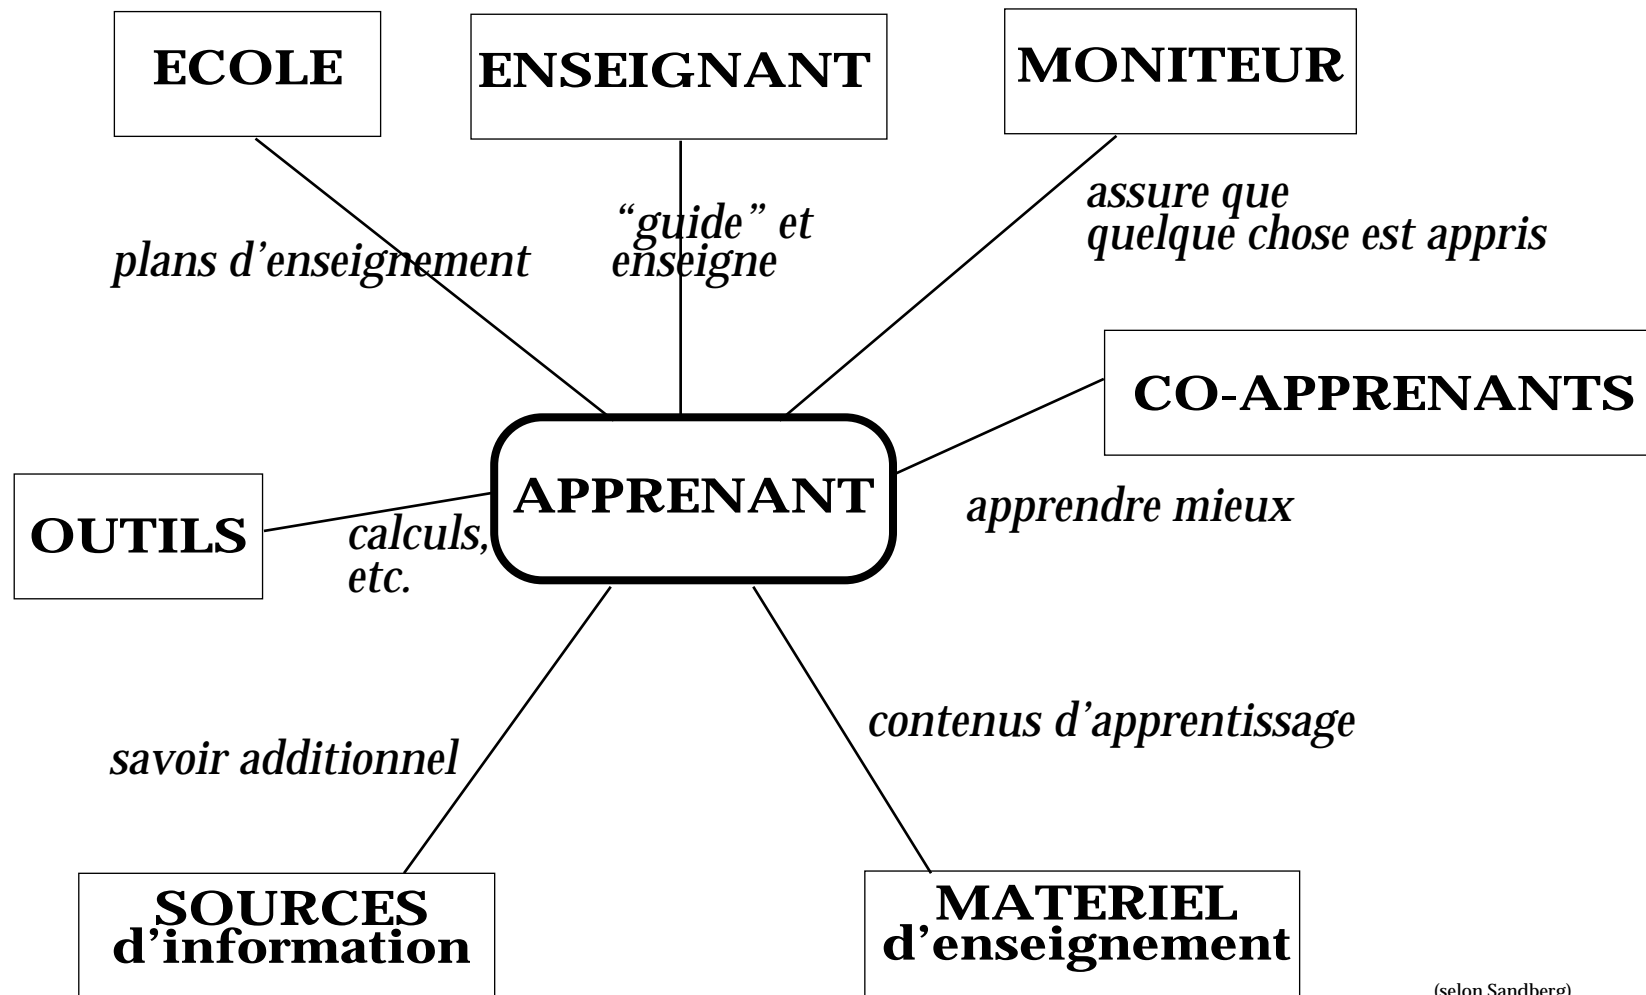 ECOLE
ENSEIGNANT
MONITEUR
plans d’enseignement
“guide” et
enseigne
assure que
quelque chose est appris
CO-APPRENANTS
APPRENANT
apprendre mieux
OUTILS
calculs,
etc.
savoir additionnel
contenus d’apprentissage
SOURCES
d’information
MATERIEL
d’enseignement
(selon Sandberg)